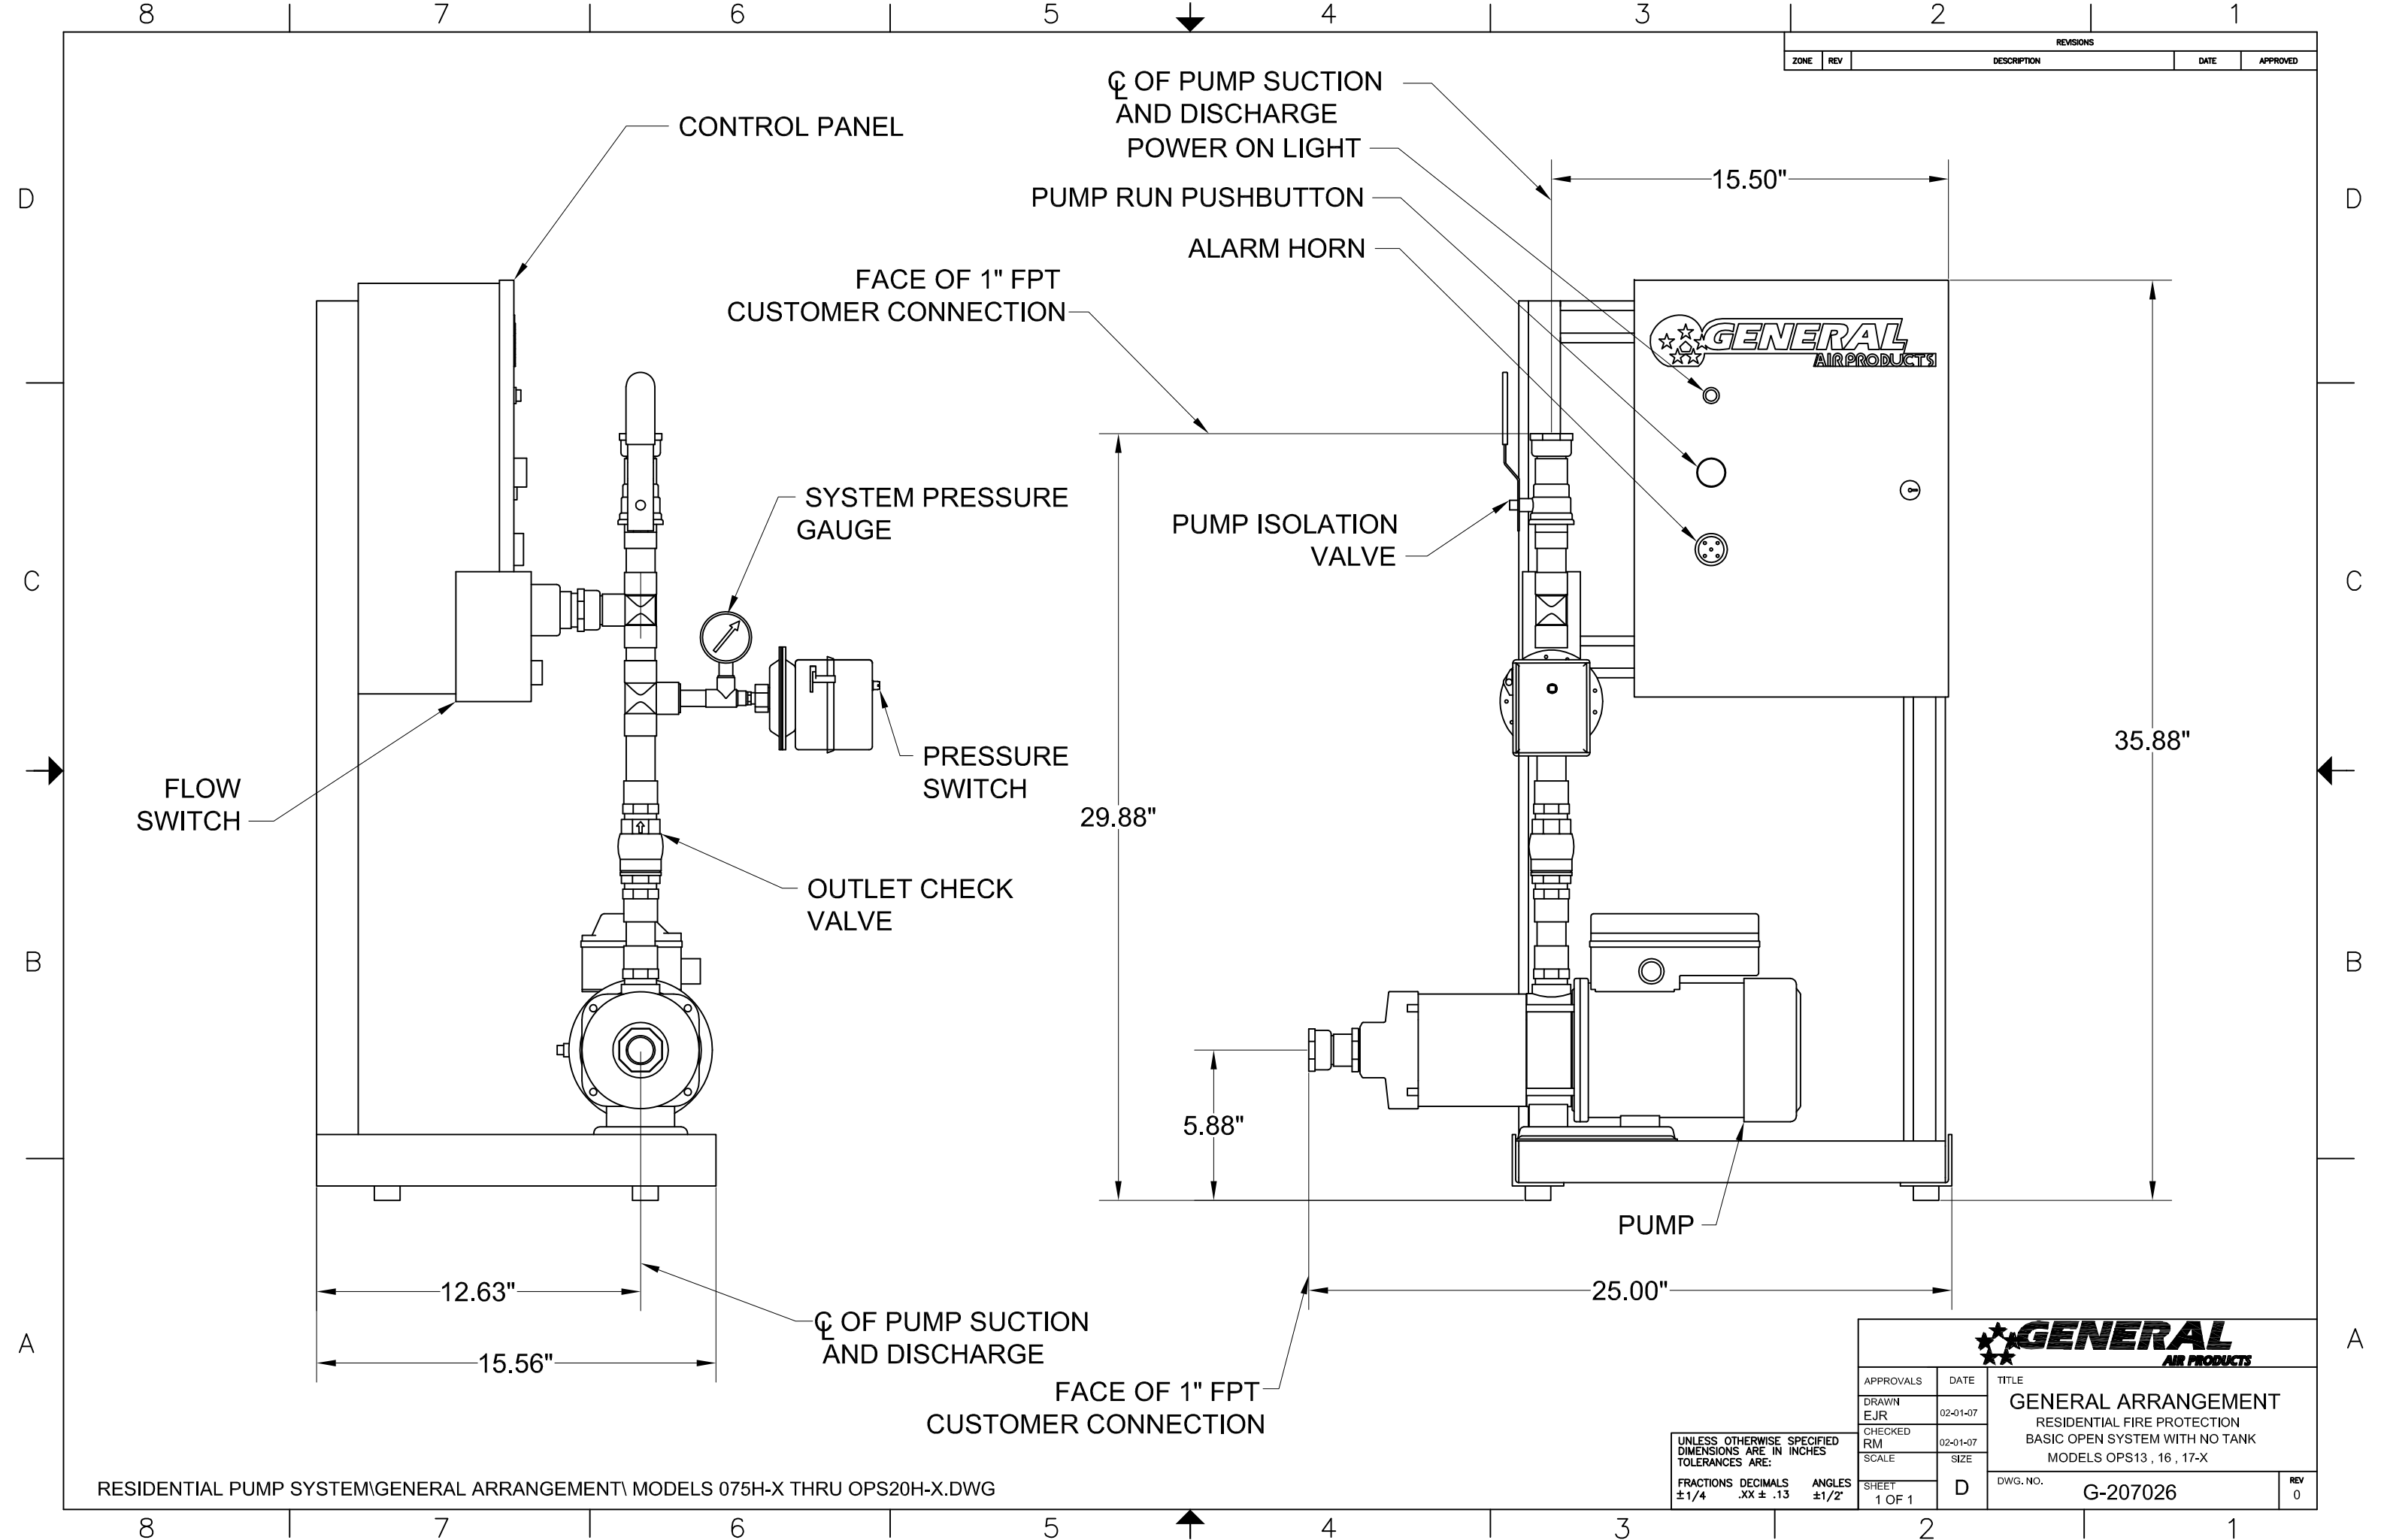 8 7 6 5 4 3 2 1
REVISIONS
ZONE REV DESCRIPTION DATE APPROVED
D D
C C
B B
A A
CONTROL PANEL
℄ OF PUMP SUCTION
AND DISCHARGE
POWER ON LIGHT
PUMP RUN PUSHBUTTON
ALARM HORN
FACE OF 1" FPT
CUSTOMER CONNECTION
15.50"
GENERAL
AIR PRODUCTS
SYSTEM PRESSURE
GAUGE
PUMP ISOLATION
VALVE
PRESSURE
SWITCH
FLOW
SWITCH
35.88"
29.88"
OUTLET CHECK
VALVE
5.88"
PUMP
12.63"
25.00"
℄ OF PUMP SUCTION
AND DISCHARGE
15.56"
FACE OF 1" FPT
CUSTOMER CONNECTION
RESIDENTIAL PUMP SYSTEM\GENERAL ARRANGEMENT\ MODELS 075H-X THRU OPS20H-X.DWG
UNLESS OTHERWISE SPECIFIED
DIMENSIONS ARE IN INCHES
TOLERANCES ARE:
FRACTIONS DECIMALS ANGLES
±1/4 .XX ± .13 ±1/2°
GENERAL
AIR PRODUCTS
APPROVALS DATE
DRAWN
EJR 02-01-07
CHECKED
RM 02-01-07
SCALE SIZE
SHEET
1 OF 1 D
TITLE
GENERAL ARRANGEMENT
RESIDENTIAL FIRE PROTECTION
BASIC OPEN SYSTEM WITH NO TANK
MODELS OPS13 , 16 , 17-X
DWG. NO.
G-207026
REV
0
8 7 6 5 4 3 2 1